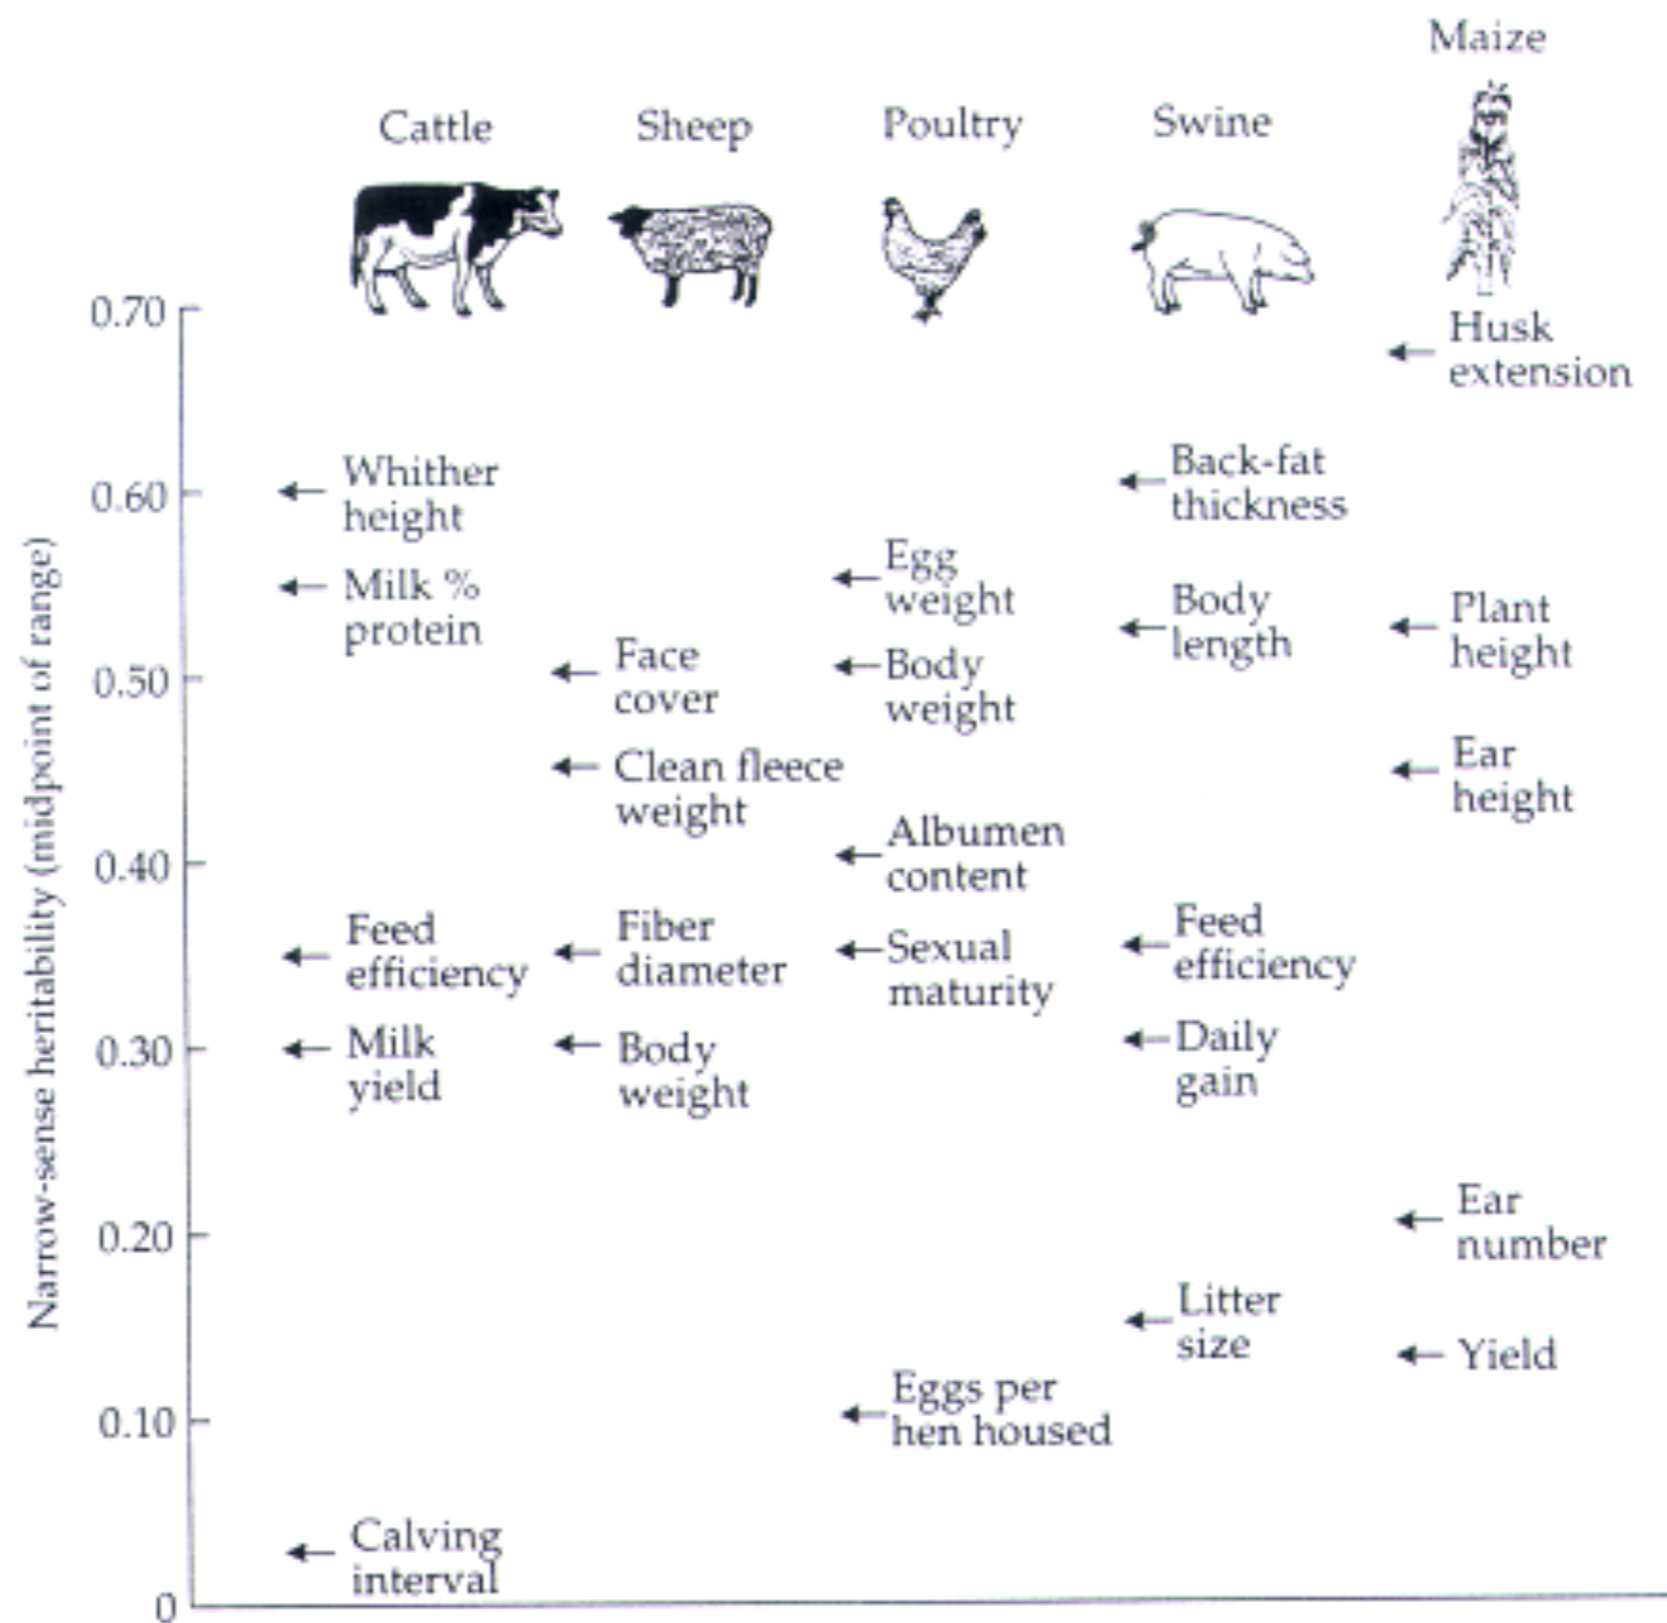 Maize
Cattle
Sheep
Poultry
Swine
Narrow-sense heritability (midpoint of range)
0.70
0.60
0.50
0.40
0.30
0.20
0.10
0
Whither
height
Milk %
protein
Feed
efficiency
Milk
yield
Calving
interval
Face
cover
Clean fleece
weight
Fiber
diameter
Body
weight
Egg
weight
Body
weight
Albumen
content
Sexual
maturity
Eggs per
hen housed
Back-fat
thickness
Body
length
Feed
efficiency
Daily
gain
Litter
size
Husk
extension
Plant
height
Ear
height
Ear
number
Yield